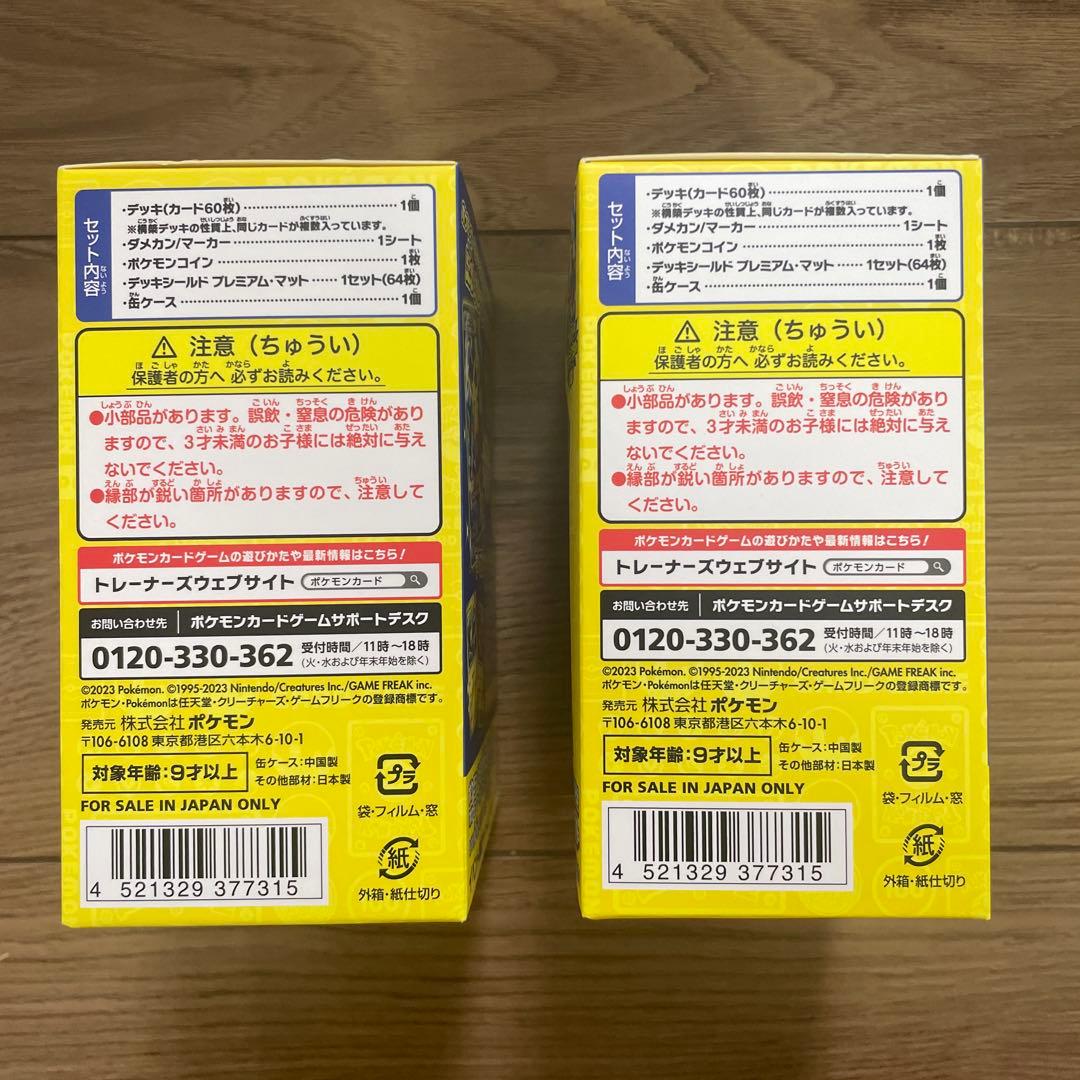 セット内容
・デッキ(カード60枚)……………………1個
※構築デッキの性質上、同じカードが複数入っています。
・ダメカン/マーカー……………………1シート
・ポケモンコイン……………………1枚
・デッキシールド プレミアム・マット……1セット(64枚)
・缶ケース……………………1個
⚠ 注意（ちゅうい）
保護者の方へ 必ずお読みください。
●小部品があります。誤飲・窒息の危険があり
ますので、3才未満のお子様には絶対に与え
ないでください。
●縁部が鋭い箇所がありますので、注意して
ください。
ポケモンカードゲームの遊びかたや最新情報はこちら!
トレーナーズウェブサイト ポケモンカード
お問い合わせ先 ポケモンカードゲームサポートデスク
0120-330-362 受付時間/11時〜18時
(火・水および年末年始を除く)
©2023 Pokémon. ©1995-2023 Nintendo/Creatures Inc./GAME FREAK inc.
ポケモン・Pokémonは任天堂・クリーチャーズ・ゲームフリークの登録商標です。
発売元 株式会社 ポケモン
〒106-6108 東京都港区六本木6-10-1
対象年齢:9才以上
缶ケース:中国製
その他部材:日本製
プラ
袋・フィルム・窓
FOR SALE IN JAPAN ONLY
4 521329 377315
紙
外箱・紙仕切り
セット内容
・デッキ(カード60枚)……………………1個
※構築デッキの性質上、同じカードが複数入っています。
・ダメカン/マーカー……………………1シート
・ポケモンコイン……………………1枚
・デッキシールド プレミアム・マット……1セット(64枚)
・缶ケース……………………1個
⚠ 注意（ちゅうい）
保護者の方へ 必ずお読みください。
●小部品があります。誤飲・窒息の危険があり
ますので、3才未満のお子様には絶対に与え
ないでください。
●縁部が鋭い箇所がありますので、注意して
ください。
ポケモンカードゲームの遊びかたや最新情報はこちら!
トレーナーズウェブサイト ポケモンカード
お問い合わせ先 ポケモンカードゲームサポートデスク
0120-330-362 受付時間/11時〜18時
(火・水および年末年始を除く)
©2023 Pokémon. ©1995-2023 Nintendo/Creatures Inc./GAME FREAK inc.
ポケモン・Pokémonは任天堂・クリーチャーズ・ゲームフリークの登録商標です。
発売元 株式会社 ポケモン
〒106-6108 東京都港区六本木6-10-1
対象年齢:9才以上
缶ケース:中国製
その他部材:日本製
プラ
袋・フィルム・窓
FOR SALE IN JAPAN ONLY
4 521329 377315
紙
外箱・紙仕切り